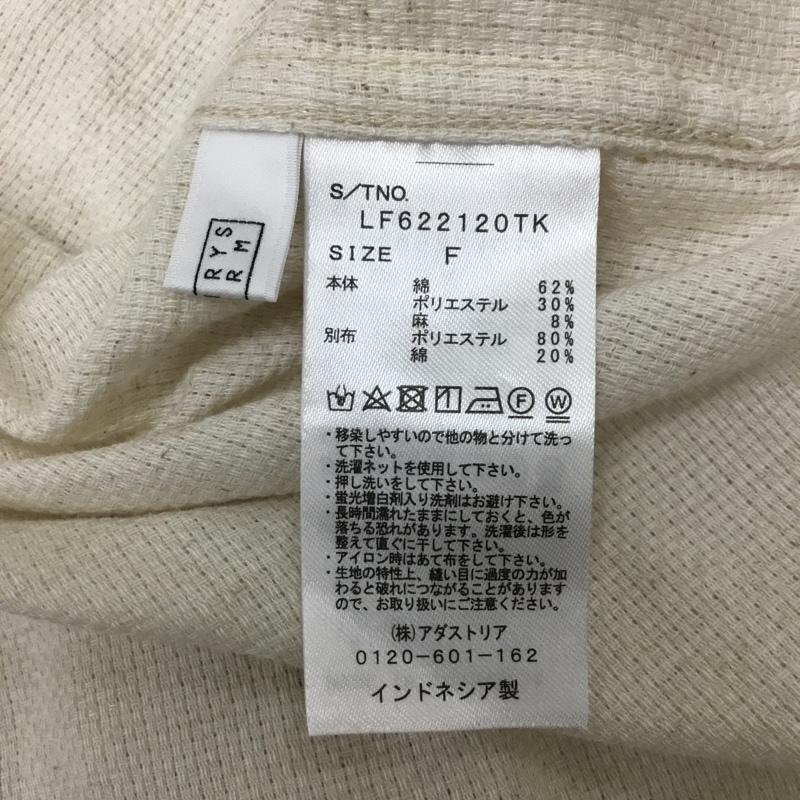 S/TNO.
LF622120TK
SIZE F
本体 綿 62%
ポリエステル 30%
麻 8%
別布 ポリエステル 80%
綿 20%
F W
・移染しやすいので他の物と分けて洗っ
て下さい。
・洗濯ネットを使用して下さい。
・押し洗いをして下さい。
・蛍光増白剤入り洗剤はお避け下さい。
・長時間濡れたままにしておくと、色が
落ちる恐れがあります。洗濯後は形を
整えて直ぐに干して下さい。
・アイロン時はあて布をして下さい。
・生地の特性上、縫い目に過度の力が加
わると破れにつながることがあります
ので、お取り扱いにご注意ください。
(株)アダストリア
0120-601-162
インドネシア製
RYS
RM